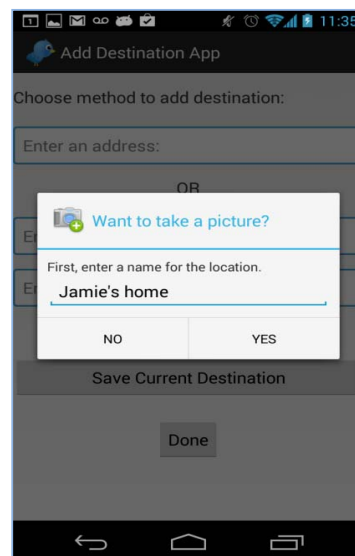 1
11:35
Add Destination App
Choose method to add destination:
Enter an address:
OR
Want to take a picture?
First, enter a name for the location.
Jamie's home
NO
YES
Save Current Destination
Done